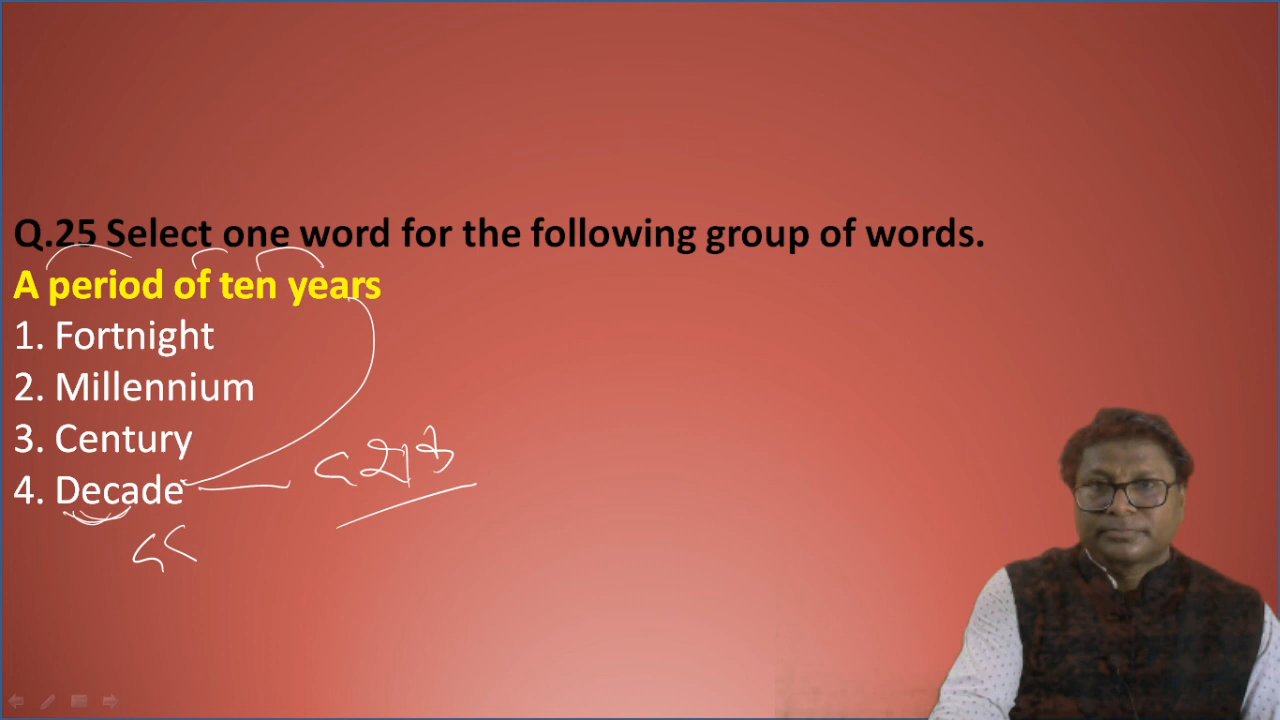 Q.25 Select one word for the following group of words.
A period of ten years
1. Fortnight
2. Millennium
3. Century
4. Decade